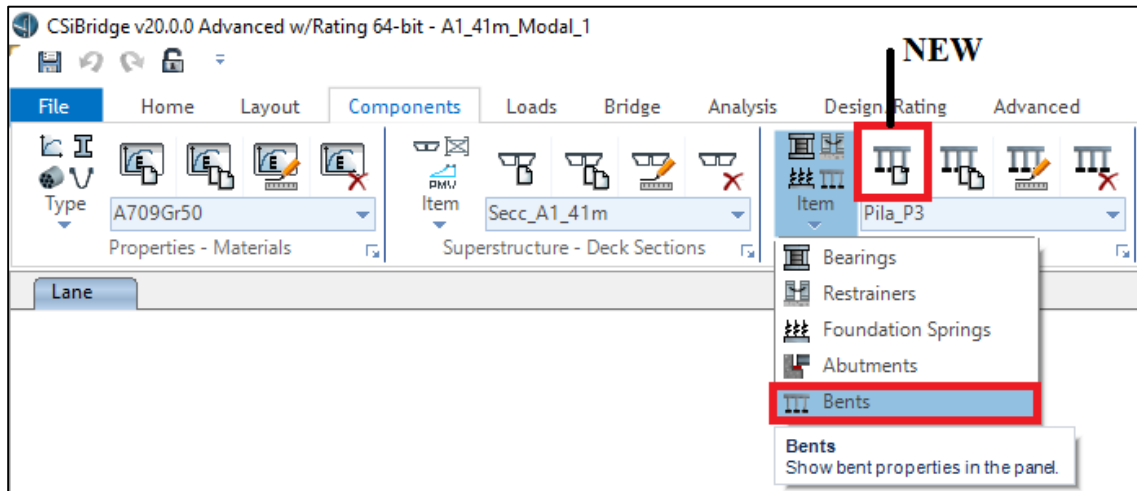 CSiBridge v20.0.0 Advanced w/Rating 64-bit - A1_41m_Modal_1
NEW
File Home Layout Components Loads Bridge Analysis Design/Rating Advanced
E E E E
PMV
Type Item Item
A709Gr50 Secc_A1_41m Pila_P3
Properties - Materials Superstructure - Deck Sections
Bearings
Lane
Restrainers
Foundation Springs
Abutments
Bents
Bents
Show bent properties in the panel.